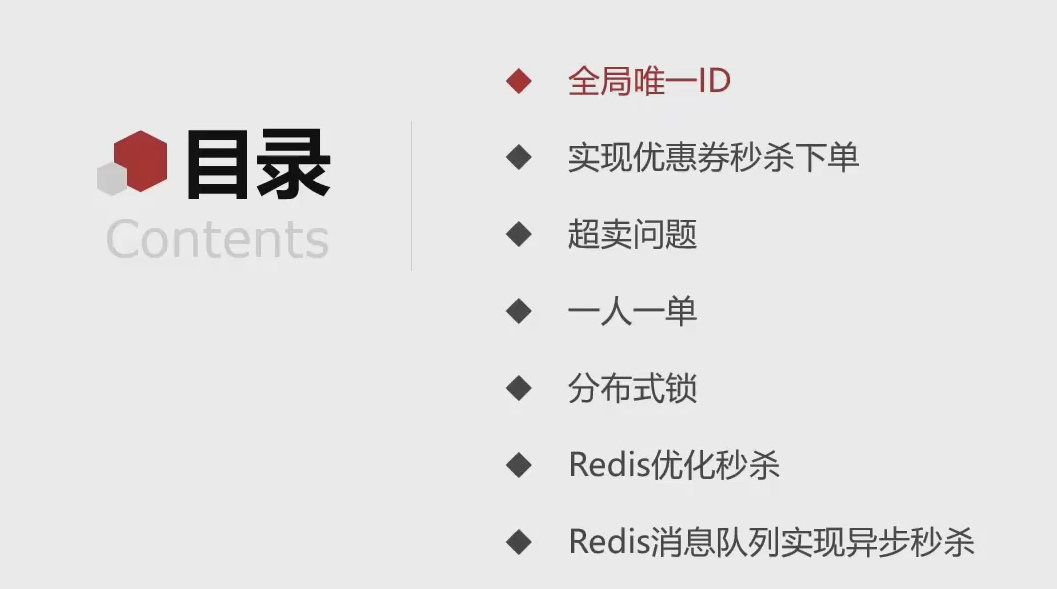 目录
Contents
全局唯一ID
实现优惠券秒杀下单
超卖问题
一人一单
分布式锁
Redis优化秒杀
Redis消息队列实现异步秒杀